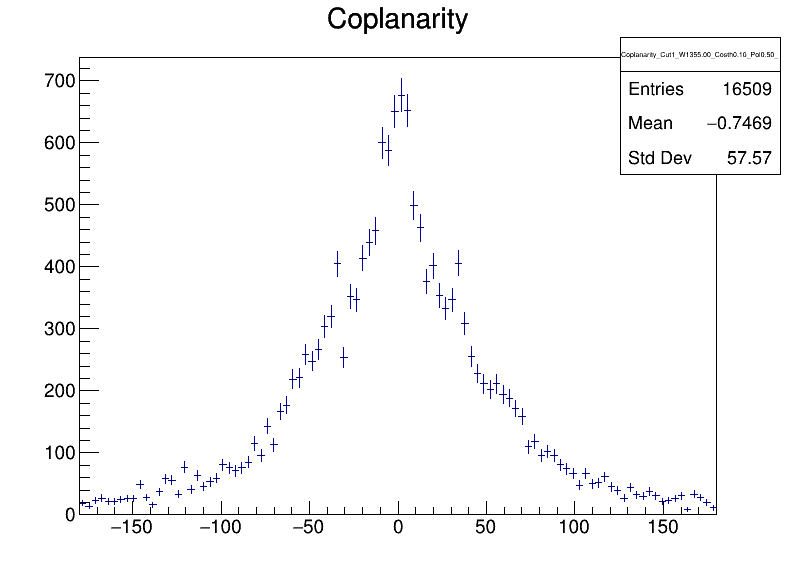 Coplanarity
Coplanarity_Cut1_W1355.00_Costh0.10_Pol0.50_
Entries 16509
Mean −0.7469
Std Dev 57.57
700
600
500
400
300
200
100
0
−150 −100 −50 0 50 100 150